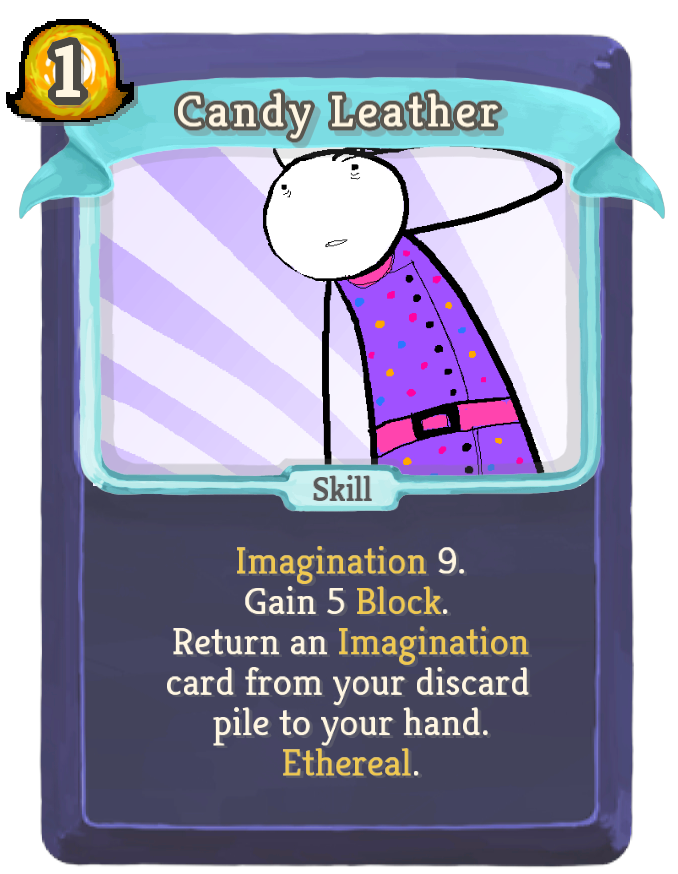 1
Candy Leather
Skill
Imagination 9.
Gain 5 Block.
Return an Imagination
card from your discard
pile to your hand.
Ethereal.